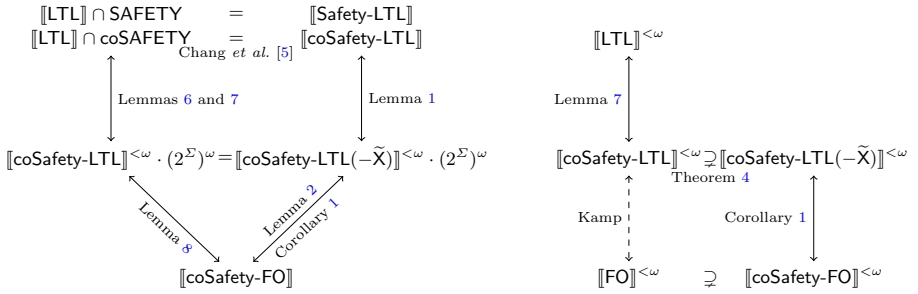 ⟦LTL⟧ ∩ SAFETY = ⟦Safety-LTL⟧
⟦LTL⟧ ∩ coSAFETY = ⟦coSafety-LTL⟧
Chang et al. [5]
⟦LTL⟧^{<ω}
Lemmas 6 and 7
Lemma 1
Lemma 7
⟦coSafety-LTL⟧^{<ω} · (2^Σ)^ω = ⟦coSafety-LTL(−X̃)⟧^{<ω} · (2^Σ)^ω
⟦coSafety-LTL⟧^{<ω} ⊋ ⟦coSafety-LTL(−X̃)⟧^{<ω}
Theorem 4
Lemma 8
Lemma 2
Corollary 1
Kamp
Corollary 1
⟦coSafety-FO⟧
⟦FO⟧^{<ω} ⊋ ⟦coSafety-FO⟧^{<ω}